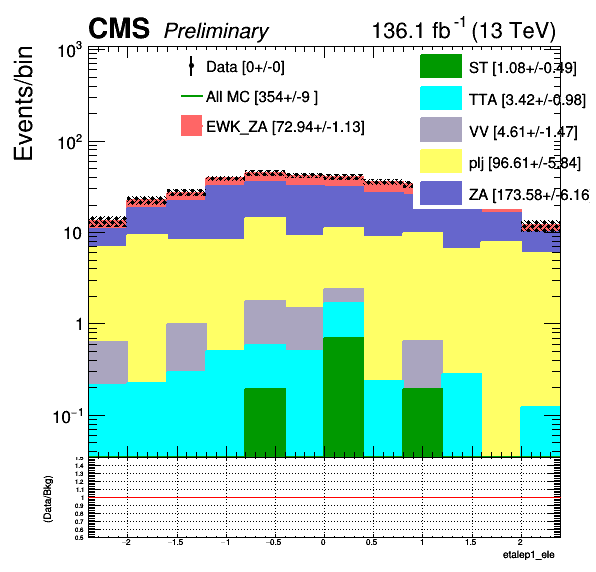 CMS Preliminary 136.1 fb⁻¹ (13 TeV)
Events/bin
10³
10²
10
1
10⁻¹
Data [0+/-0]
All MC [354+/-9 ]
EWK_ZA [72.94+/-1.13]
ST [1.08+/-0.49]
TTA [3.42+/-0.98]
VV [4.61+/-1.47]
plj [96.61+/-5.84]
ZA [173.58+/-6.16
(Data/Bkg)
1.5
1.4
1.3
1.2
1.1
1
0.9
0.8
0.7
0.6
0.5
−2 −1.5 −1 −0.5 0 0.5 1 1.5 2
etalep1_ele